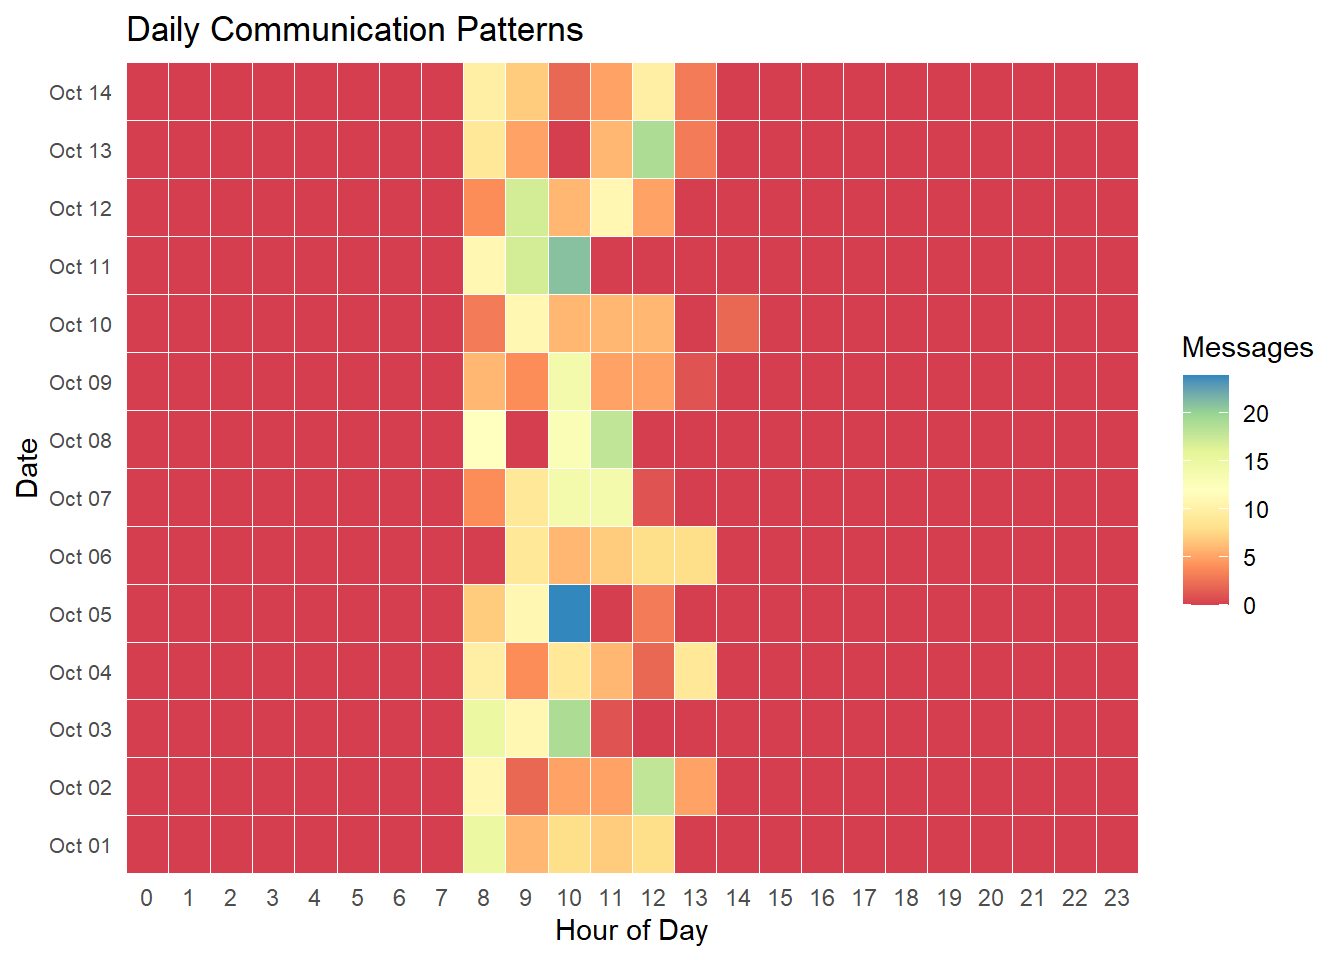 Daily Communication Patterns
Oct 14
Oct 13
Oct 12
Oct 11
Oct 10
Oct 09
Oct 08
Oct 07
Oct 06
Oct 05
Oct 04
Oct 03
Oct 02
Oct 01
Date
0 1 2 3 4 5 6 7 8 9 10 11 12 13 14 15 16 17 18 19 20 21 22 23
Hour of Day
Messages
20
15
10
5
0